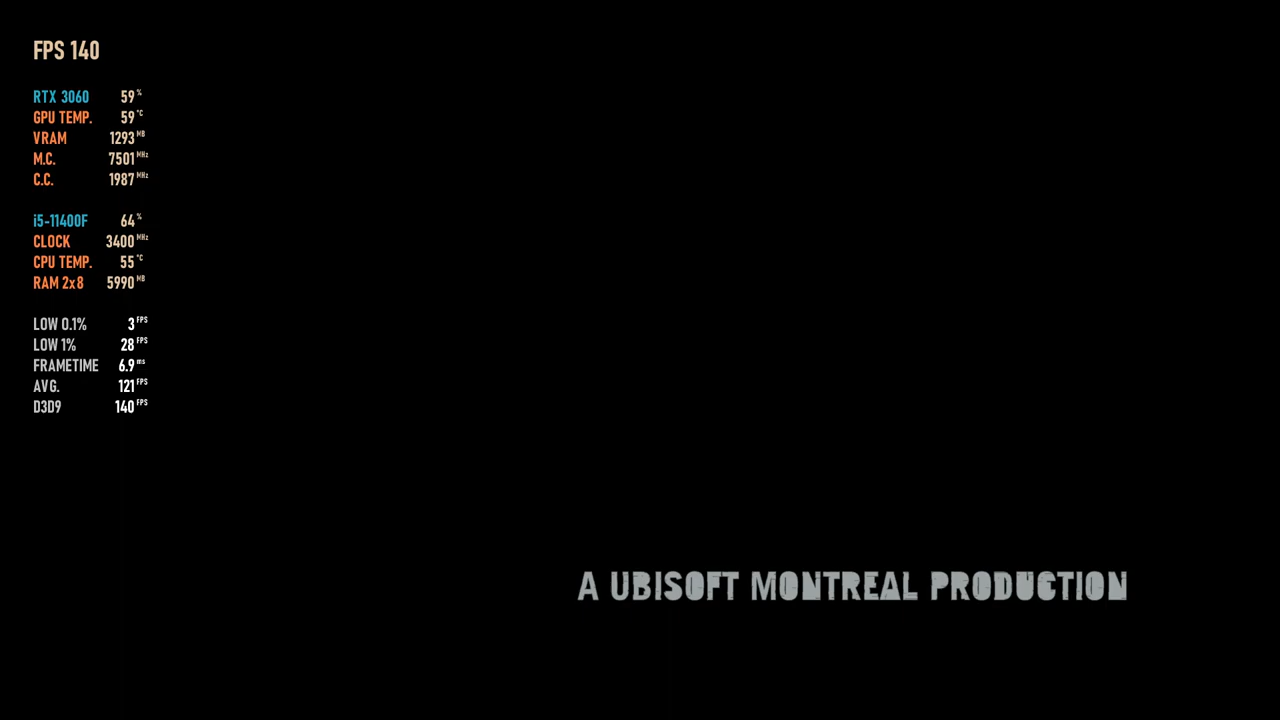 FPS 140
RTX 3060 59 %
GPU TEMP. 59 °C
VRAM 1293 MB
M.C. 7501 MHz
C.C. 1987 MHz
i5-11400F 64 %
CLOCK 3400 MHz
CPU TEMP. 55 °C
RAM 2x8 5990 MB
LOW 0.1% 3 FPS
LOW 1% 28 FPS
FRAMETIME 6.9 ms
AVG. 121 FPS
D3D9 140 FPS
A UBISOFT MONTREAL PRODUCTION